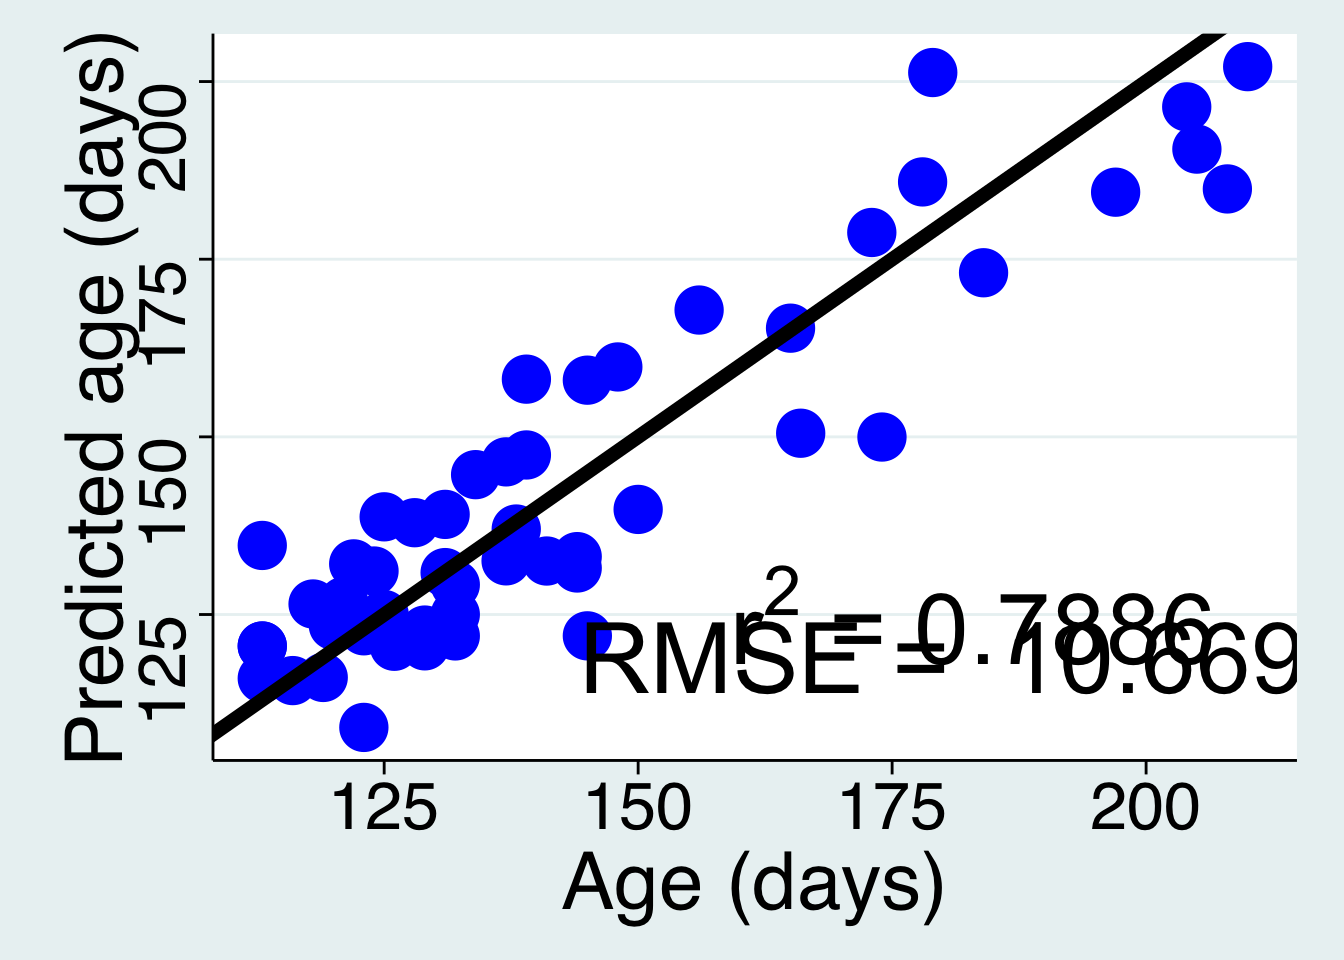 Predicted age (days)
200
175
150
125
r² = 0.7886
RMSE = 10.669
125 150 175 200
Age (days)